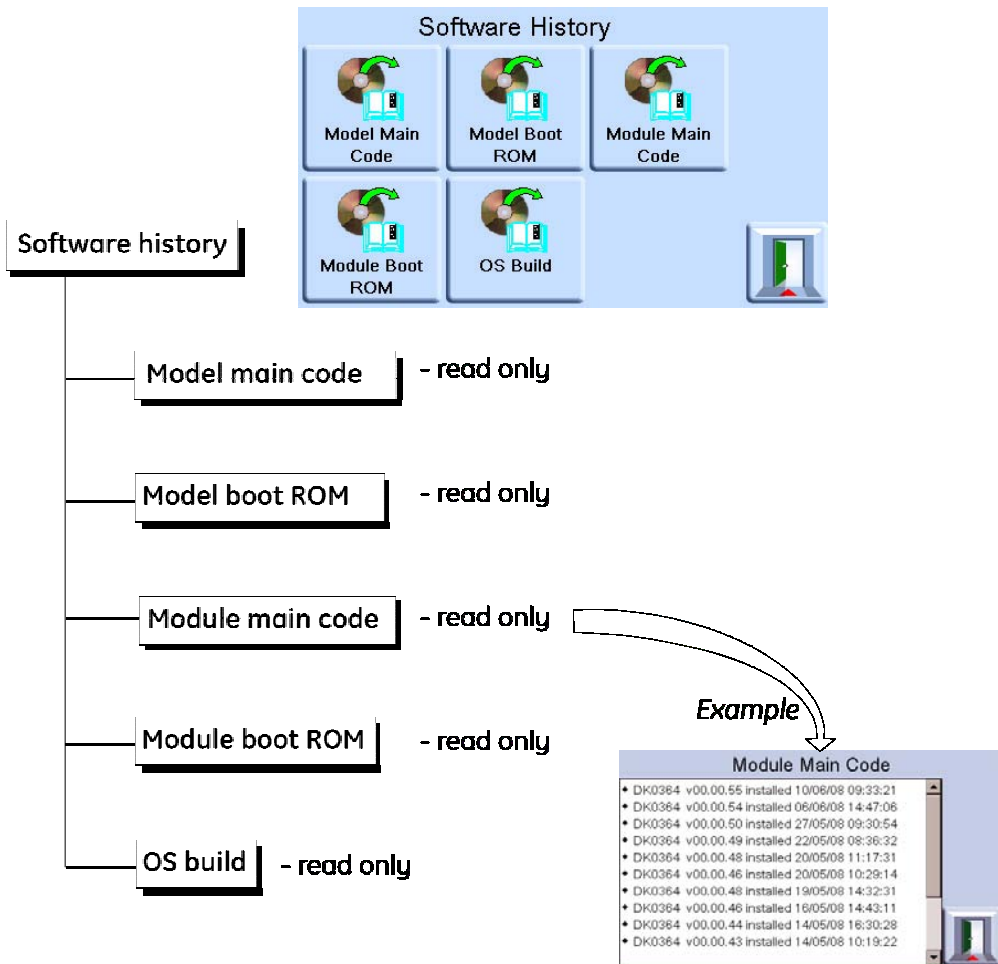 Software History
Model Main
Code
Model Boot
ROM
Module Main
Code
Module Boot
ROM
OS Build
Software history
Model main code
- read only
Model boot ROM
- read only
Module main code
- read only
Example
Module boot ROM
- read only
OS build
- read only
Module Main Code
DK0364 v00.00.55 installed 10/06/08 09:33:21
DK0364 v00.00.54 installed 06/06/08 14:47:06
DK0364 v00.00.50 installed 27/05/08 09:30:54
DK0364 v00.00.49 installed 22/05/08 08:36:32
DK0364 v00.00.48 installed 20/05/08 11:17:31
DK0364 v00.00.46 installed 20/05/08 10:29:14
DK0364 v00.00.48 installed 19/05/08 14:32:31
DK0364 v00.00.46 installed 16/05/08 14:43:11
DK0364 v00.00.44 installed 14/05/08 16:30:28
DK0364 v00.00.43 installed 14/05/08 10:19:22